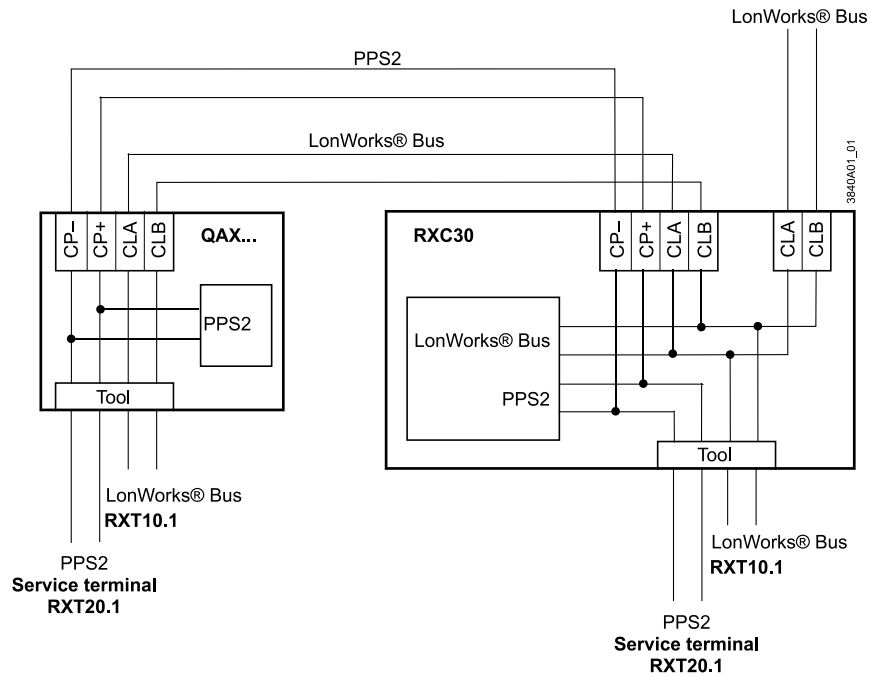 LonWorks® Bus
PPS2
LonWorks® Bus
3840A01_01
CP–
CP+
CLA
CLB
QAX...
RXC30
CP–
CP+
CLA
CLB
CLA
CLB
PPS2
LonWorks® Bus
PPS2
Tool
Tool
LonWorks® Bus
RXT10.1
PPS2
Service terminal
RXT20.1
LonWorks® Bus
RXT10.1
PPS2
Service terminal
RXT20.1